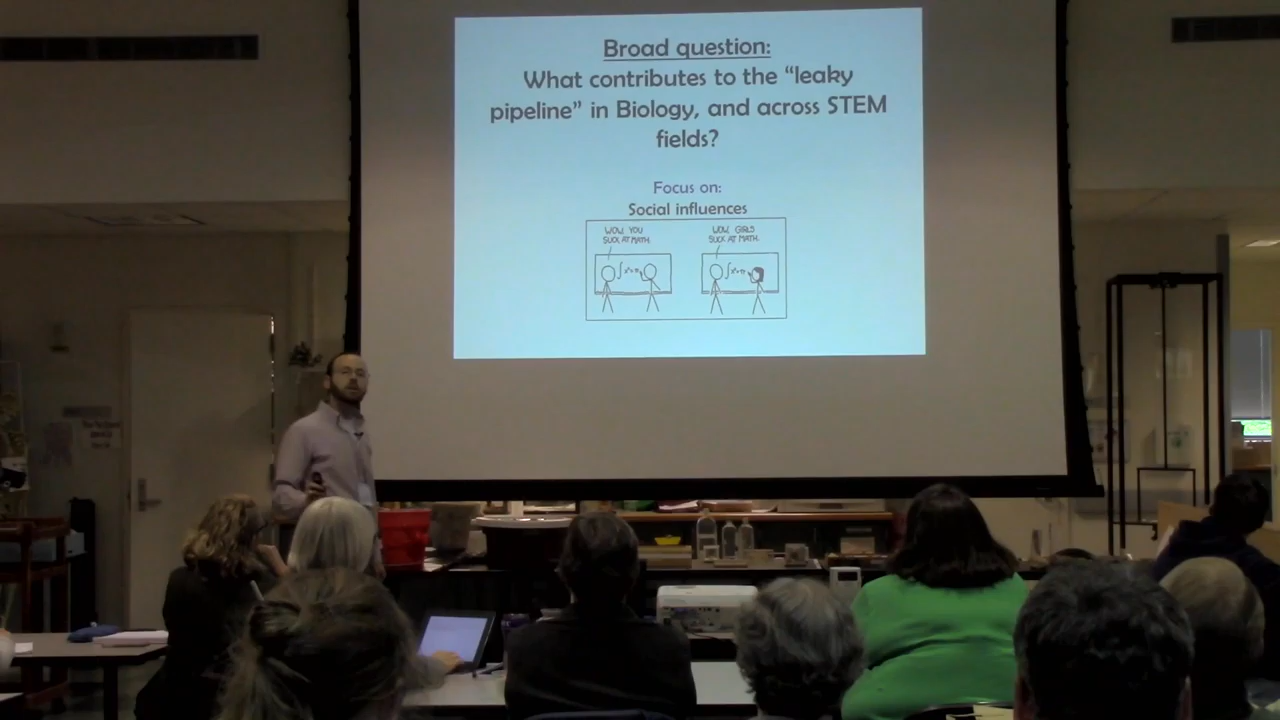 Broad question:
What contributes to the “leaky
pipeline” in Biology, and across STEM
fields?
Focus on:
Social influences
WOW, YOU
SUCK AT MATH.
WOW, GIRLS
SUCK AT MATH.